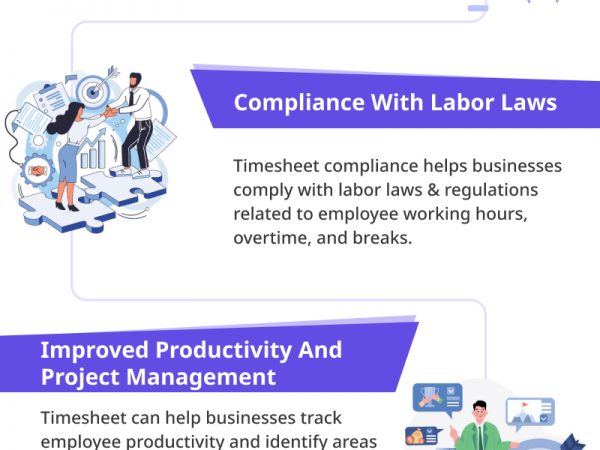 Compliance With Labor Laws
Timesheet compliance helps businesses
comply with labor laws & regulations
related to employee working hours,
overtime, and breaks.
Improved Productivity And
Project Management
Timesheet can help businesses track
employee productivity and identify areas